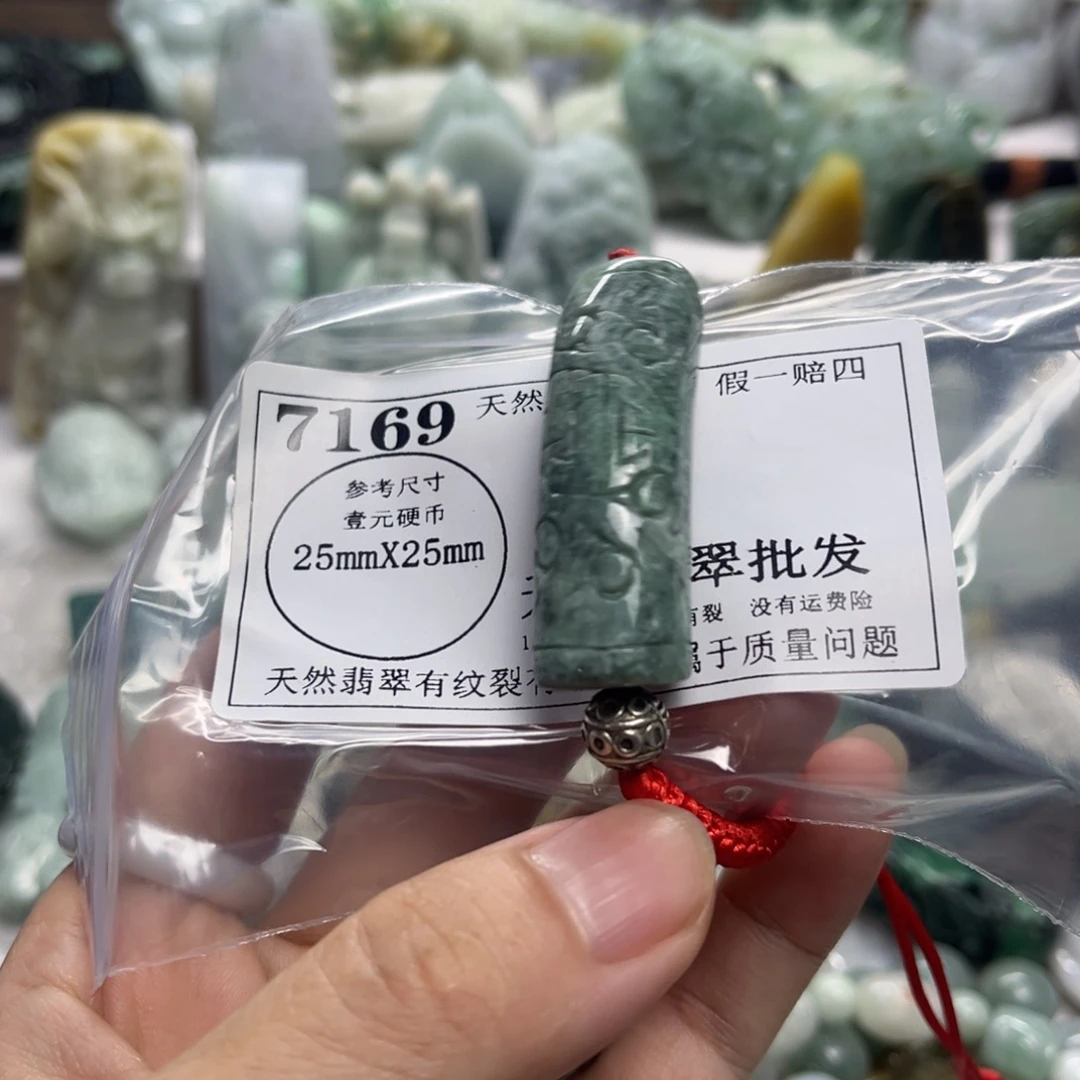 7169 天然 假一赔四
参考尺寸
壹元硬币
25mmX25mm
翠批发
有裂 没有运费险
天然翡翠有纹裂有 属于质量问题